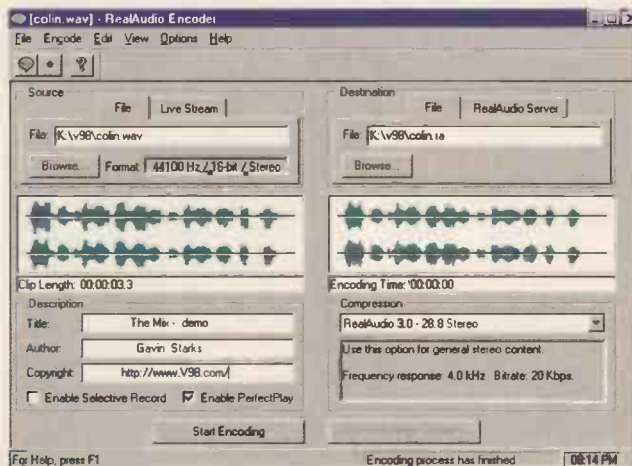 [colin.wav] - RealAudio Encoder
File Encode Edit View Options Help
Source
File Live Stream
File: K:\v98\colin.wav
Browse... Format: 44100 Hz / 16-bit / Stereo
Clip Length: 00:00:03.3
Description
Title: The Mix - demo
Author: Gavin Starks
Copyright: http://www.V98.com/
Enable Selective Record Enable PerfectPlay
Start Encoding
Destination
File RealAudio Server
File: K:\v98\colin.ra
Browse...
Encoding Time: '00:00:00
Compression
RealAudio 3.0 - 28.8 Stereo
Use this option for general stereo content.
Frequency response: 4.0 kHz Bitrate: 20 Kbps.
For Help, press F1
Encoding process has finished 08:14 PM